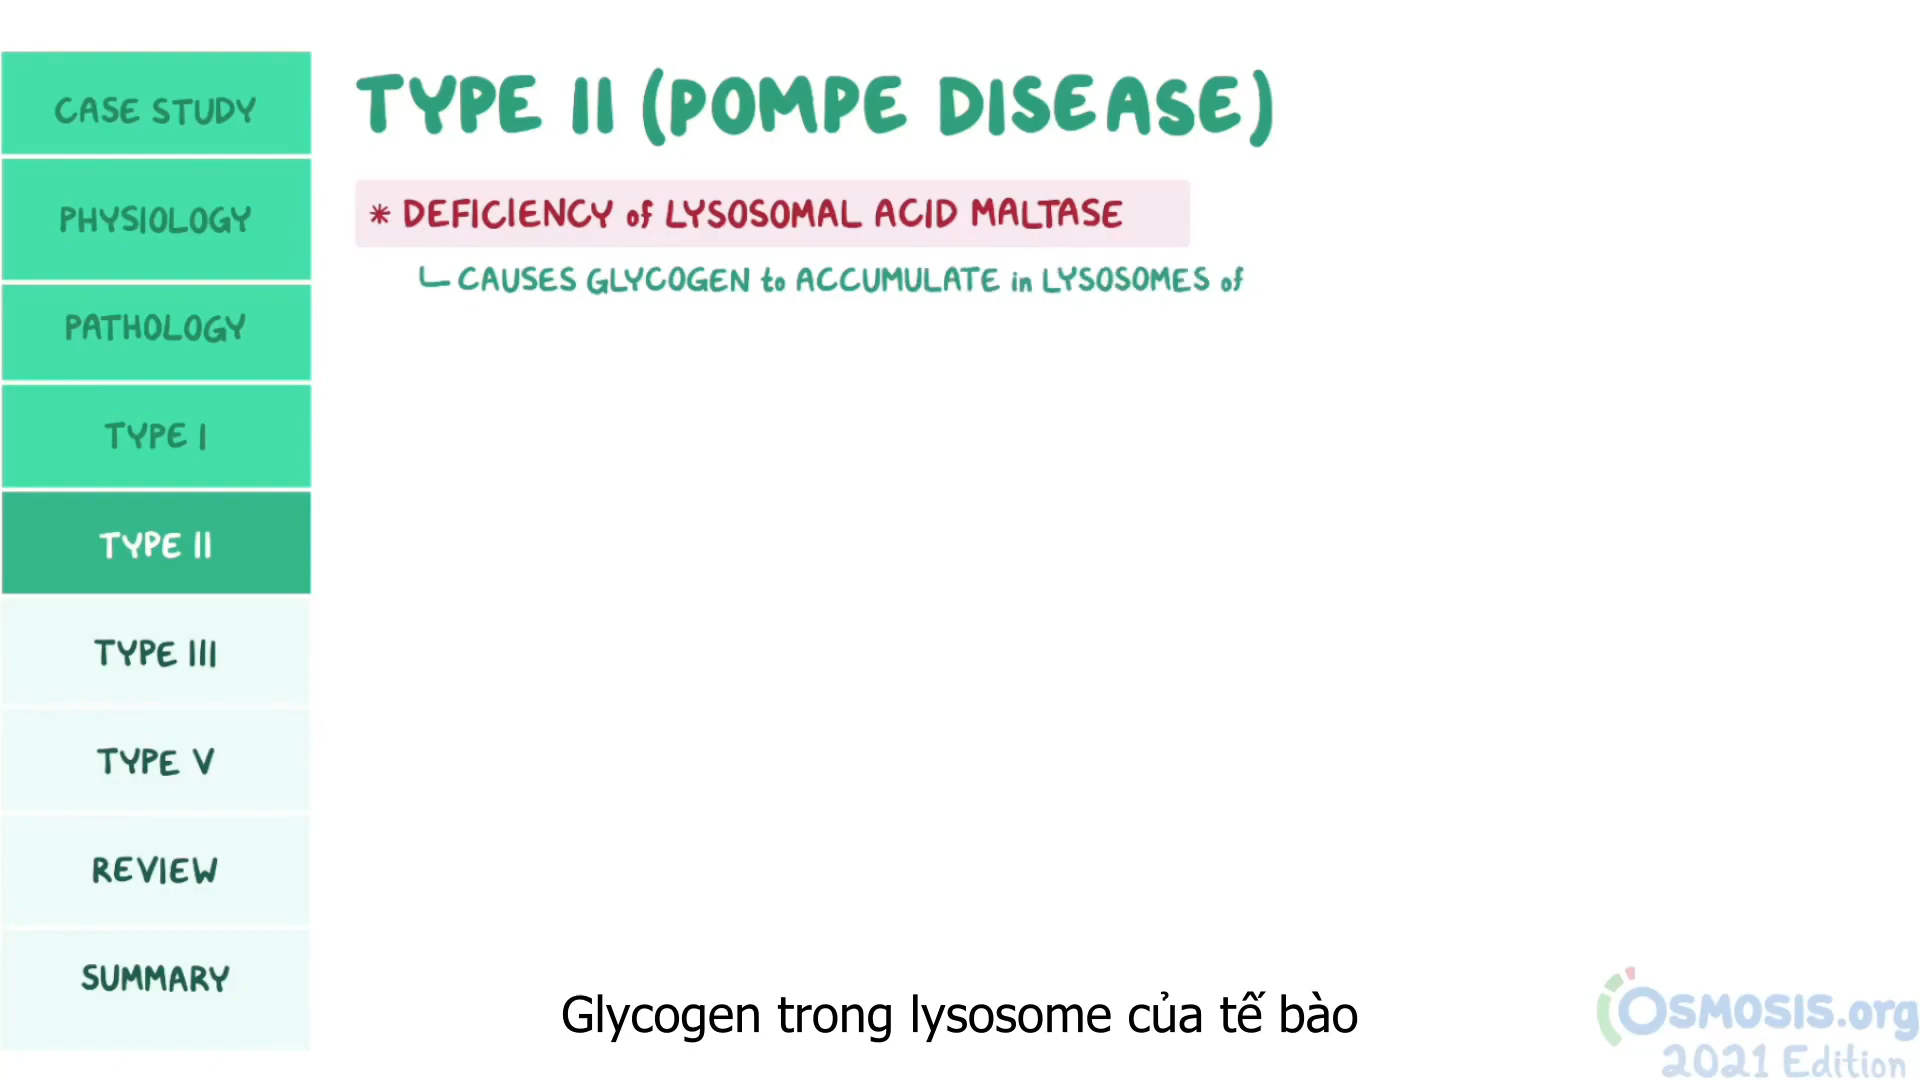 CASE STUDY
PHYSIOLOGY
PATHOLOGY
TYPE I
TYPE II
TYPE III
TYPE V
REVIEW
SUMMARY
TYPE II (POMPE DISEASE)
* DEFICIENCY of LYSOSOMAL ACID MALTASE
CAUSES GLYCOGEN to ACCUMULATE in LYSOSOMES of
Glycogen trong lysosome của tế bào
OSMOSIS.org
2021 Edition